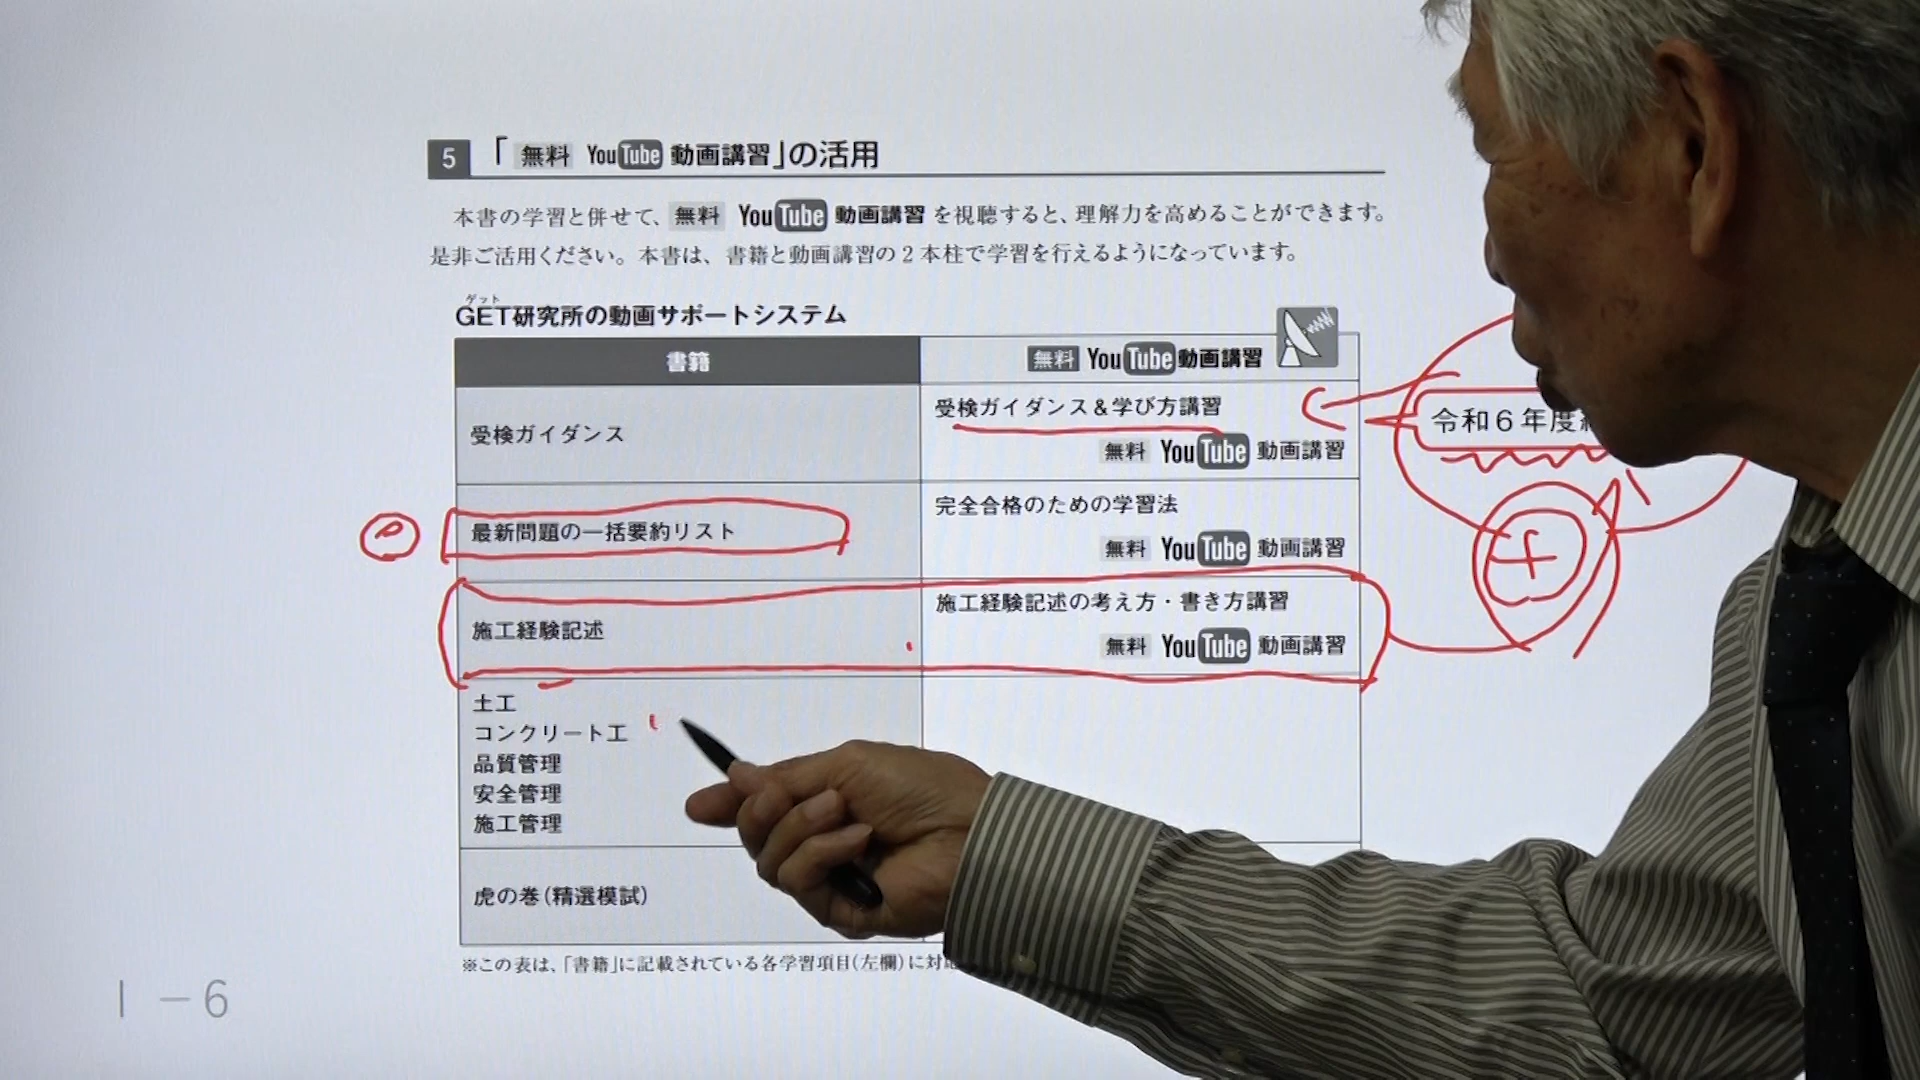 5 「無料 YouTube 動画講習」の活用
本書の学習と併せて、無料 YouTube 動画講習 を視聴すると、理解力を高めることができます。
是非ご活用ください。本書は、書籍と動画講習の2本柱で学習を行えるようになっています。
ゲット
GET研究所の動画サポートシステム
書籍
無料 YouTube 動画講習
受検ガイダンス
受検ガイダンス&学び方講習
無料 YouTube 動画講習
令和6年度
最新問題の一括要約リスト
完全合格のための学習法
無料 YouTube 動画講習
施工経験記述
施工経験記述の考え方・書き方講習
無料 YouTube 動画講習
土工
コンクリート工
品質管理
安全管理
施工管理
虎の巻(精選模試)
※この表は、「書籍」に記載されている各学習項目(左欄)に対
1 -6